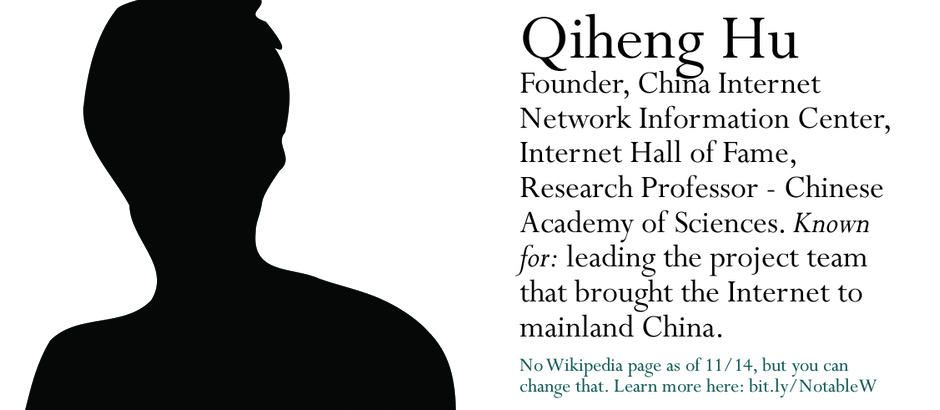 Qiheng Hu
Founder, China Internet
Network Information Center,
Internet Hall of Fame,
Research Professor - Chinese
Academy of Sciences. Known
for: leading the project team
that brought the Internet to
mainland China.
No Wikipedia page as of 11/14, but you can
change that. Learn more here: bit.ly/NotableW